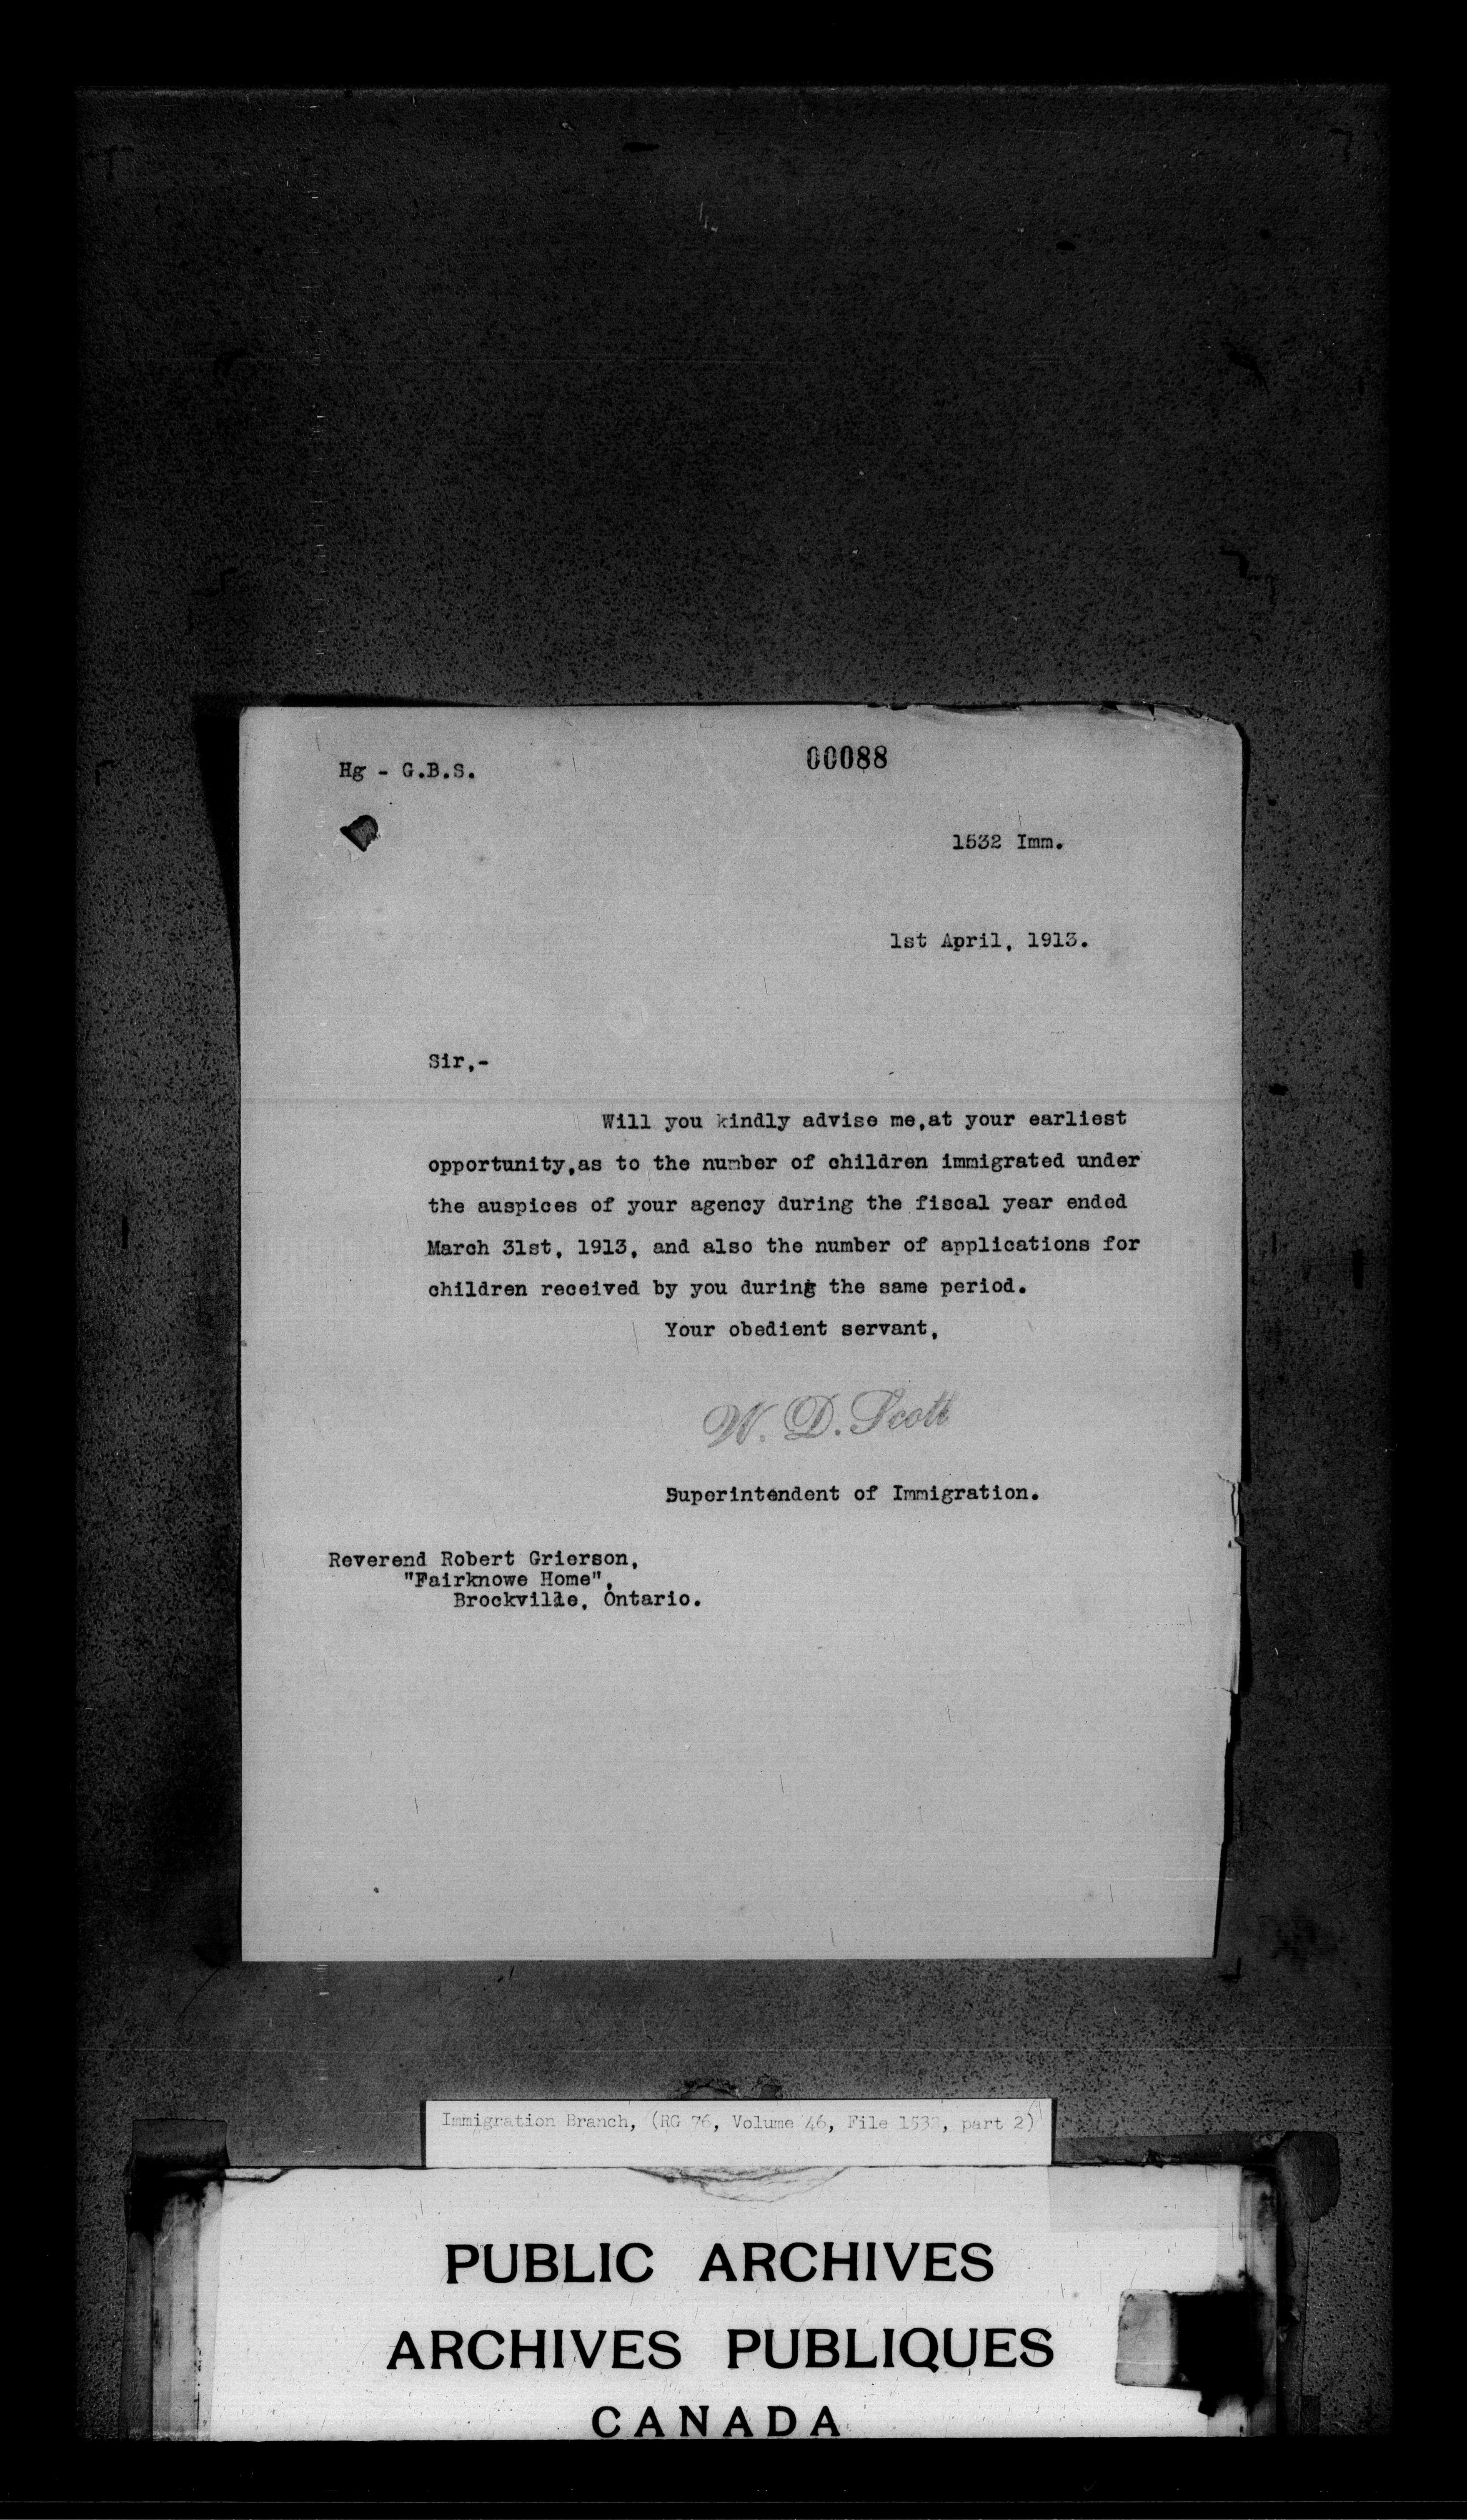 Hg - G.B.S.
00088
1532 Imm.
1st April, 1913.
Sir,-
Will you kindly advise me,at your earliest
opportunity,as to the number of children immigrated under
the auspices of your agency during the fiscal year ended
March 31st, 1913, and also the number of applications for
children received by you during the same period.
Your obedient servant,
W. D. Scott
Superintendent of Immigration.
Reverend Robert Grierson,
"Fairknowe Home",
Brockville, Ontario.
Immigration Branch, (RG 76, Volume 46, File 1532, part 2)
PUBLIC ARCHIVES
ARCHIVES PUBLIQUES
CANADA